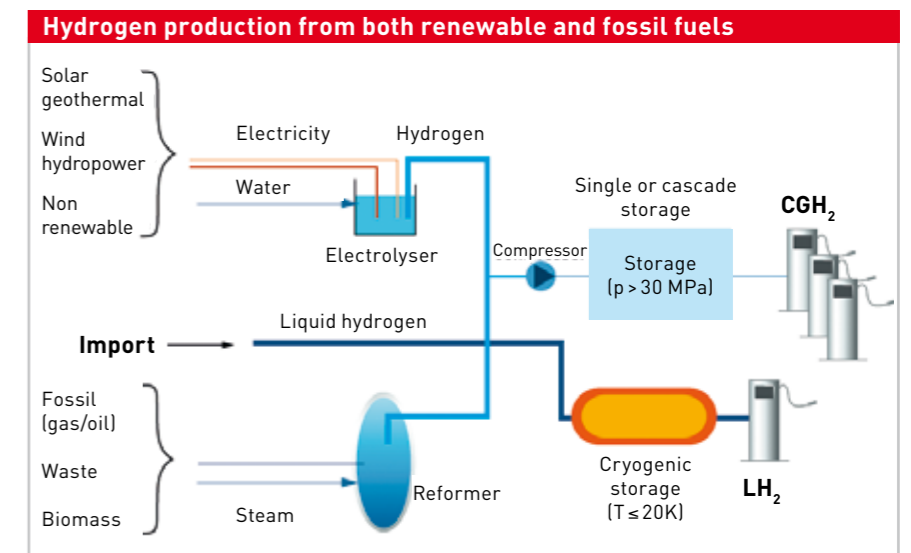 Hydrogen production from both renewable and fossil fuels
Solar
geothermal
Wind
hydropower
Non
renewable
Electricity
Hydrogen
Water
Electrolyser
Compressor
Single or cascade
storage
Storage
(p > 30 MPa)
CGH₂
Import
Liquid hydrogen
Fossil
(gas/oil)
Waste
Biomass
Steam
Reformer
Cryogenic
storage
(T ≤ 20K)
LH₂